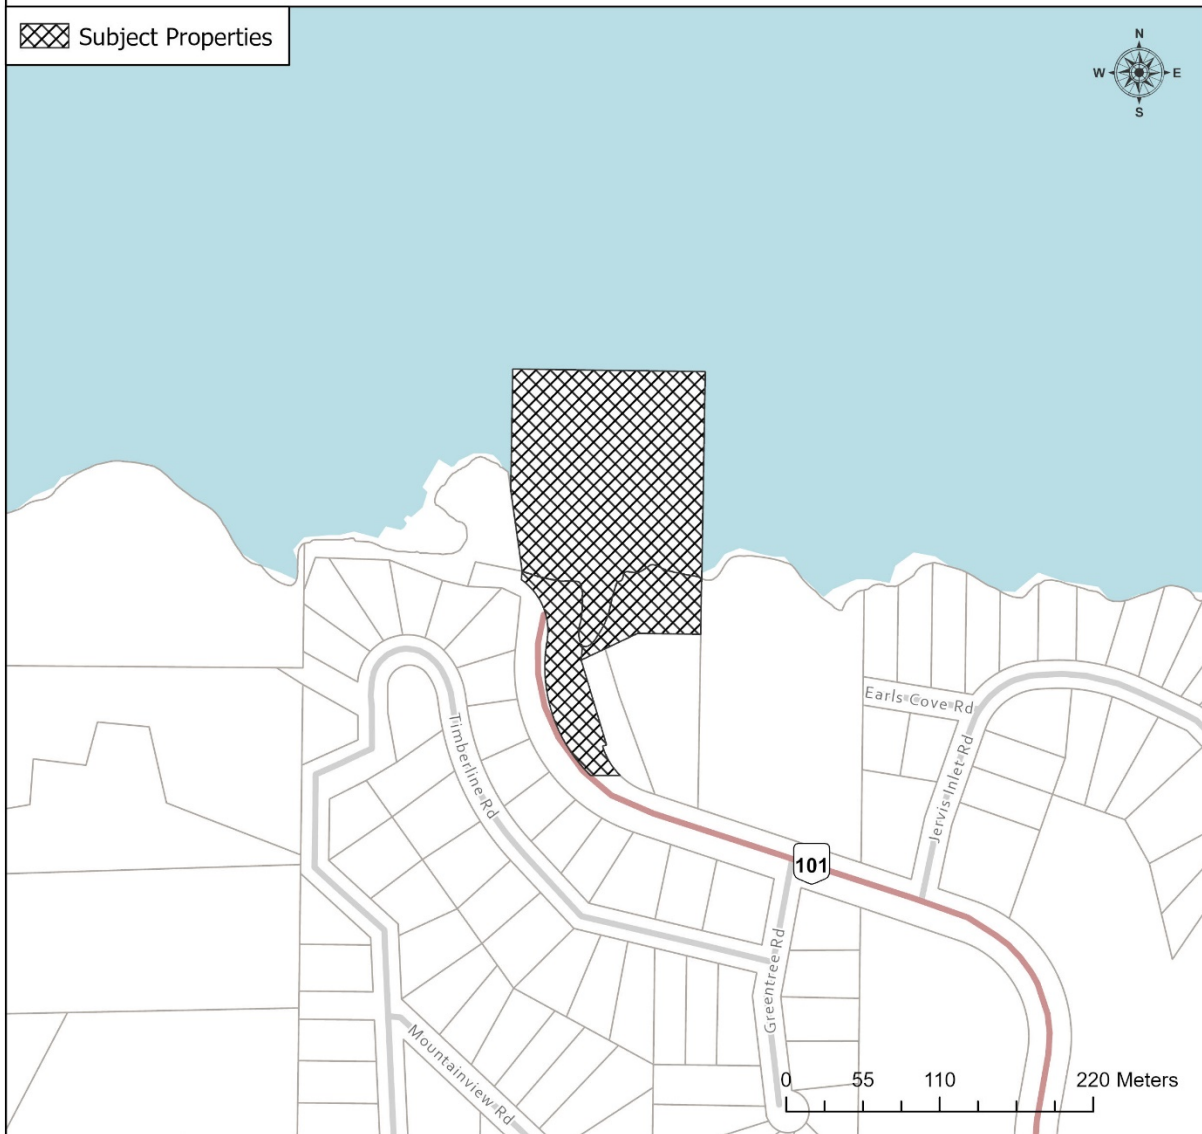 Subject Properties
N
W E
S
Earls Cove Rd
Timberline Rd
Jervis Inlet Rd
101
Greentree Rd
Mountainview Rd
0 55 110 220 Meters